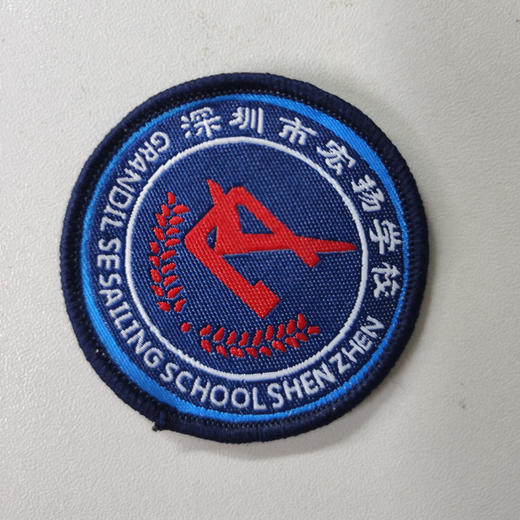 深圳市宏扬学校
GRANDIL SESAILING SCHOOL SHEN ZHEN